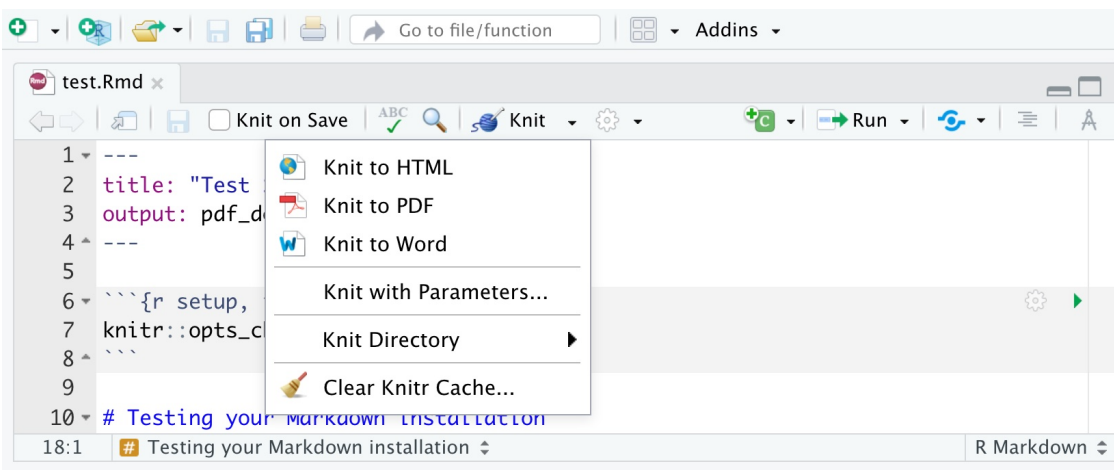 Go to file/function Addins
test.Rmd
Knit on Save ABC Knit Run
1 ---
2 title: "Test
3 output: pdf_d
4 ---
5
6 ```{r setup,
7 knitr::opts_c
8 ```
9
10 # Testing your Markdown installation
Knit to HTML
Knit to PDF
Knit to Word
Knit with Parameters...
Knit Directory
Clear Knitr Cache...
18:1 # Testing your Markdown installation R Markdown